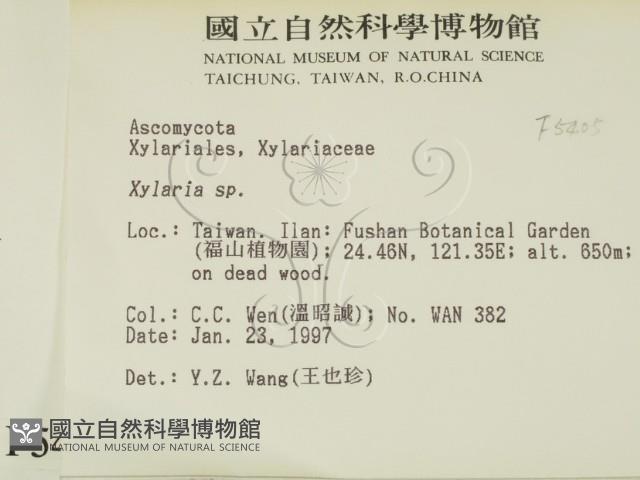 國立自然科學博物館
NATIONAL MUSEUM OF NATURAL SCIENCE
TAICHUNG, TAIWAN, R.O.CHINA
F5405
Ascomycota
Xylariales, Xylariaceae
Xylaria sp.
Loc.: Taiwan. Ilan: Fushan Botanical Garden
(福山植物園); 24.46N, 121.35E; alt. 650m;
on dead wood.
Col.: C.C. Wen(溫昭誠); No. WAN 382
Date: Jan. 23, 1997
Det.: Y.Z. Wang(王也珍)
國立自然科學博物館
NATIONAL MUSEUM OF NATURAL SCIENCE